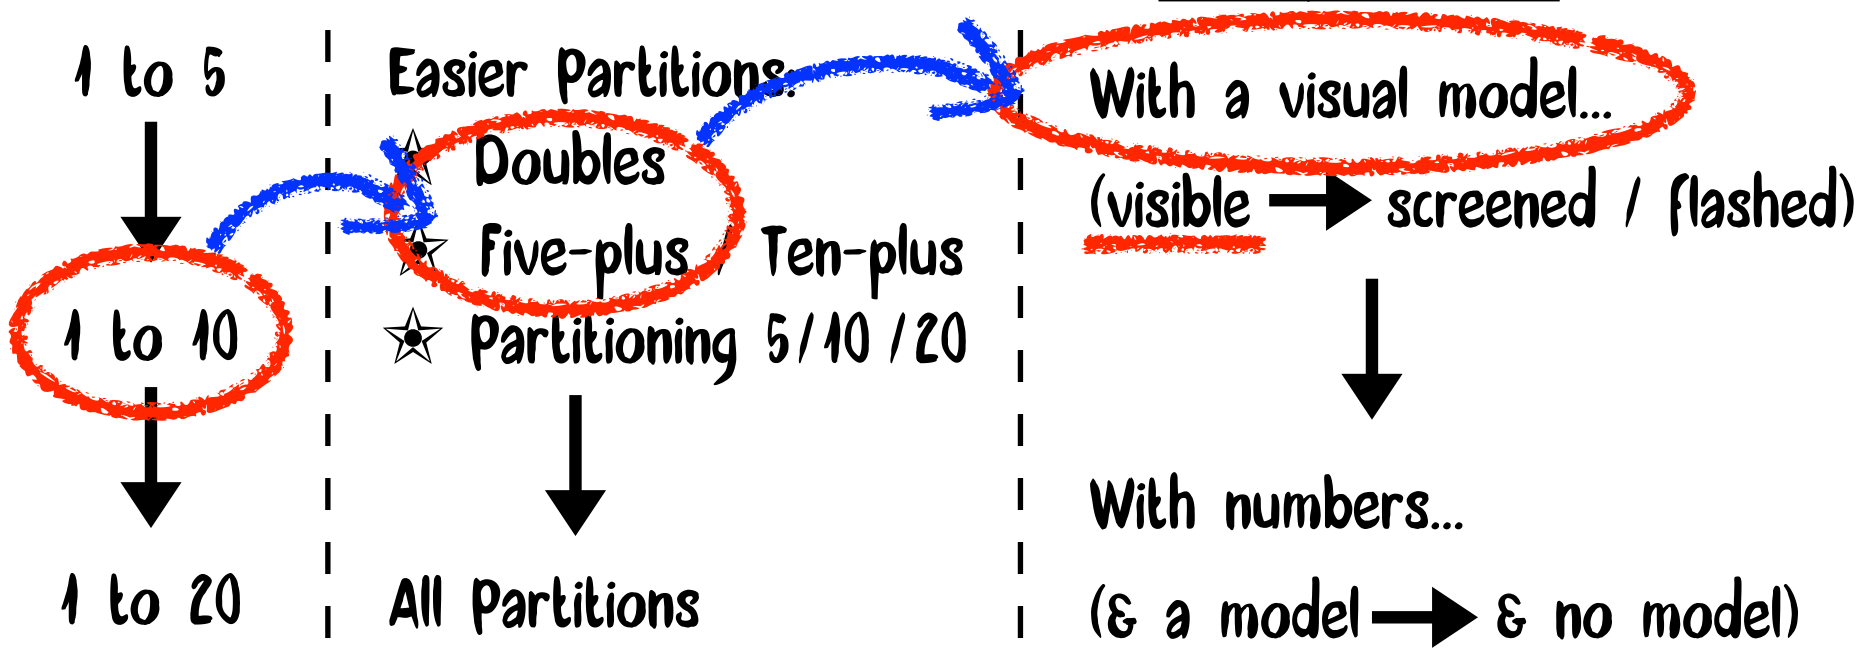 1 to 5
1 to 10
1 to 20
Easier Partitions:
Doubles
Five-plus / Ten-plus
Partitioning 5/10/20
All Partitions
With a visual model...
(visible → screened / flashed)
With numbers...
(& a model → & no model)